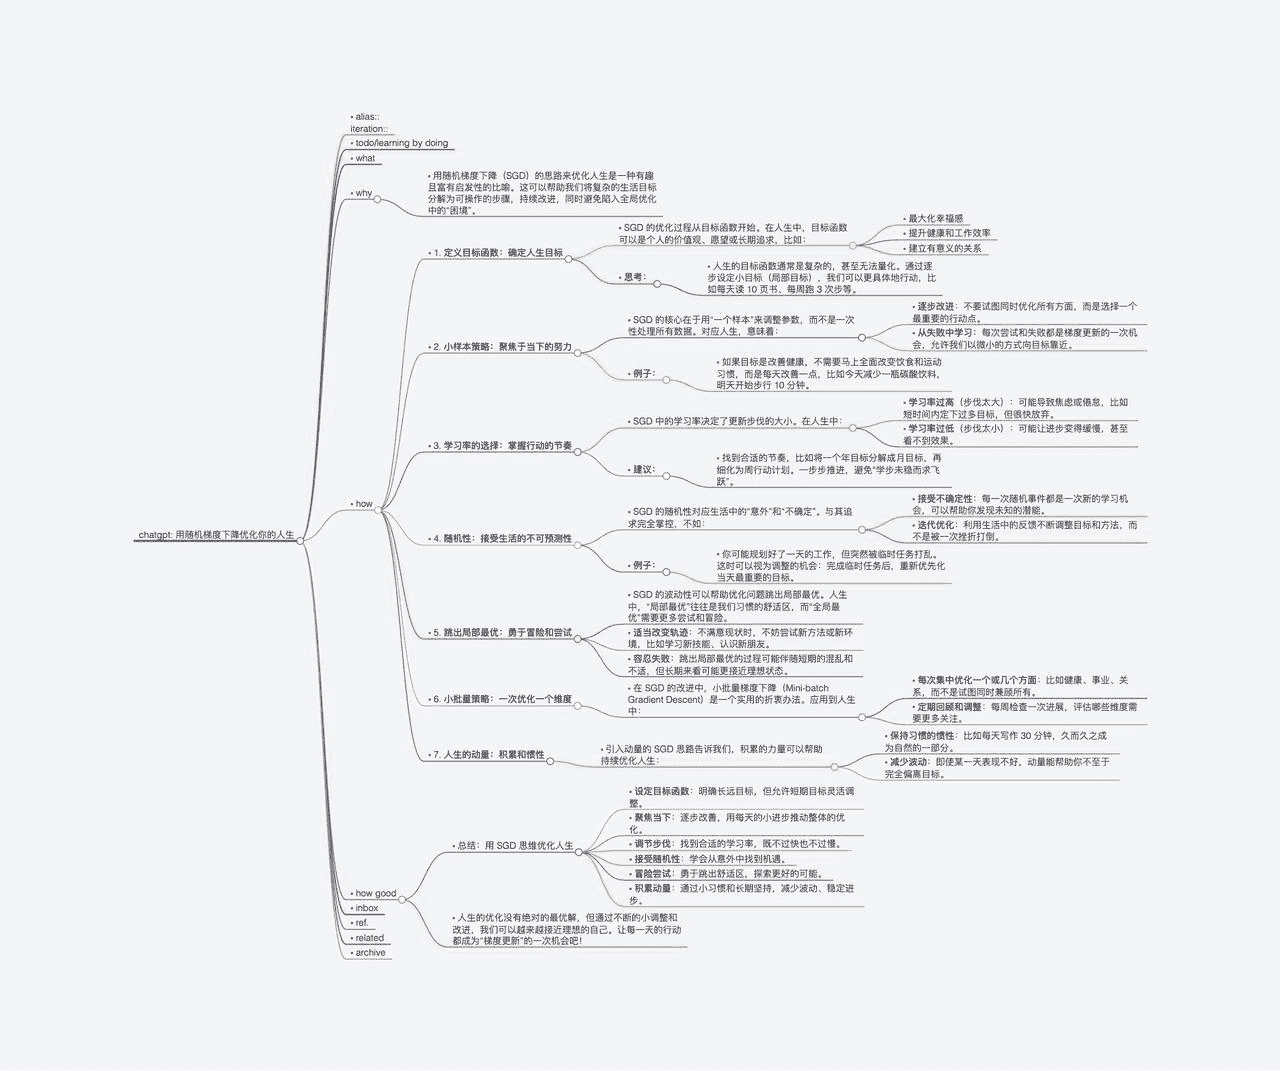 chatgpt: 用随机梯度下降优化你的人生
• alias::
iteration::
• todo/learning by doing
• what
• why
• 用随机梯度下降（SGD）的思路来优化人生是一种有趣
且富有启发性的比喻。这可以帮助我们将复杂的生活目标
分解为可操作的步骤，持续改进，同时避免陷入全局优化
中的“困境”。
• how
• 1. 定义目标函数：确定人生目标
• SGD 的优化过程从目标函数开始。在人生中，目标函数
可以是个人的价值观、愿望或长期追求，比如：
• 最大化幸福感
• 提升健康和工作效率
• 建立有意义的关系
• 思考：
• 人生的目标函数通常是复杂的，甚至无法量化。通过逐
步设定小目标（局部目标），我们可以更具体地行动，比
如每天读 10 页书、每周跑 3 次步等。
• 2. 小样本策略：聚焦于当下的努力
• SGD 的核心在于用“一个样本”来调整参数，而不是一次
性处理所有数据。对应人生，意味着：
• 逐步改进：不要试图同时优化所有方面，而是选择一个
最重要的行动点。
• 从失败中学习：每次尝试和失败都是梯度更新的一次机
会，允许我们以微小的方式向目标靠近。
• 例子：
• 如果目标是改善健康，不需要马上全面改变饮食和运动
习惯，而是每天改善一点，比如今天减少一瓶碳酸饮料，
明天开始步行 10 分钟。
• 3. 学习率的选择：掌握行动的节奏
• SGD 中的学习率决定了更新步伐的大小。在人生中：
• 学习率过高（步伐太大）：可能导致焦虑或倦怠，比如
短时间内定下过多目标，但很快放弃。
• 学习率过低（步伐太小）：可能让进步变得缓慢，甚至
看不到效果。
• 建议：
• 找到合适的节奏，比如将一个年目标分解成月目标，再
细化为周行动计划。一步步推进，避免“学步未稳而求飞
跃”。
• 4. 随机性：接受生活的不可预测性
• SGD 的随机性对应生活中的“意外”和“不确定”。与其追
求完全掌控，不如：
• 接受不确定性：每一次随机事件都是一次新的学习机
会，可以帮助你发现未知的潜能。
• 迭代优化：利用生活中的反馈不断调整目标和方法，而
不是被一次挫折打倒。
• 例子：
• 你可能规划好了一天的工作，但突然被临时任务打乱。
这时可以视为调整的机会：完成临时任务后，重新优先化
当天最重要的目标。
• 5. 跳出局部最优：勇于冒险和尝试
• SGD 的波动性可以帮助优化问题跳出局部最优。人生
中，“局部最优”往往是我们习惯的舒适区，而“全局最
优”需要更多尝试和冒险。
• 适当改变轨迹：不满意现状时，不妨尝试新方法或新环
境，比如学习新技能、认识新朋友。
• 容忍失败：跳出局部最优的过程可能伴随短期的混乱和
不适，但长期来看可能更接近理想状态。
• 6. 小批量策略：一次优化一个维度
• 在 SGD 的改进中，小批量梯度下降（Mini-batch
Gradient Descent）是一个实用的折衷办法。应用到人生
中：
• 每次集中优化一个或几个方面：比如健康、事业、关
系，而不是试图同时兼顾所有。
• 定期回顾和调整：每周检查一次进展，评估哪些维度需
要更多关注。
• 7. 人生的动量：积累和惯性
• 引入动量的 SGD 思路告诉我们，积累的力量可以帮助
持续优化人生：
• 保持习惯的惯性：比如每天写作 30 分钟，久而久之成
为自然的一部分。
• 减少波动：即使某一天表现不好，动量能帮助你不至于
完全偏离目标。
• how good
• 总结：用 SGD 思维优化人生
• 设定目标函数：明确长远目标，但允许短期目标灵活调
整。
• 聚焦当下：逐步改善，用每天的小进步推动整体的优
化。
• 调节步伐：找到合适的学习率，既不过快也不过慢。
• 接受随机性：学会从意外中找到机遇。
• 冒险尝试：勇于跳出舒适区，探索更好的可能。
• 积累动量：通过小习惯和长期坚持，减少波动、稳定进
步。
• 人生的优化没有绝对的最优解，但通过不断的小调整和
改进，我们可以越来越接近理想的自己。让每一天的行动
都成为“梯度更新”的一次机会吧！
• inbox
• ref.
• related
• archive